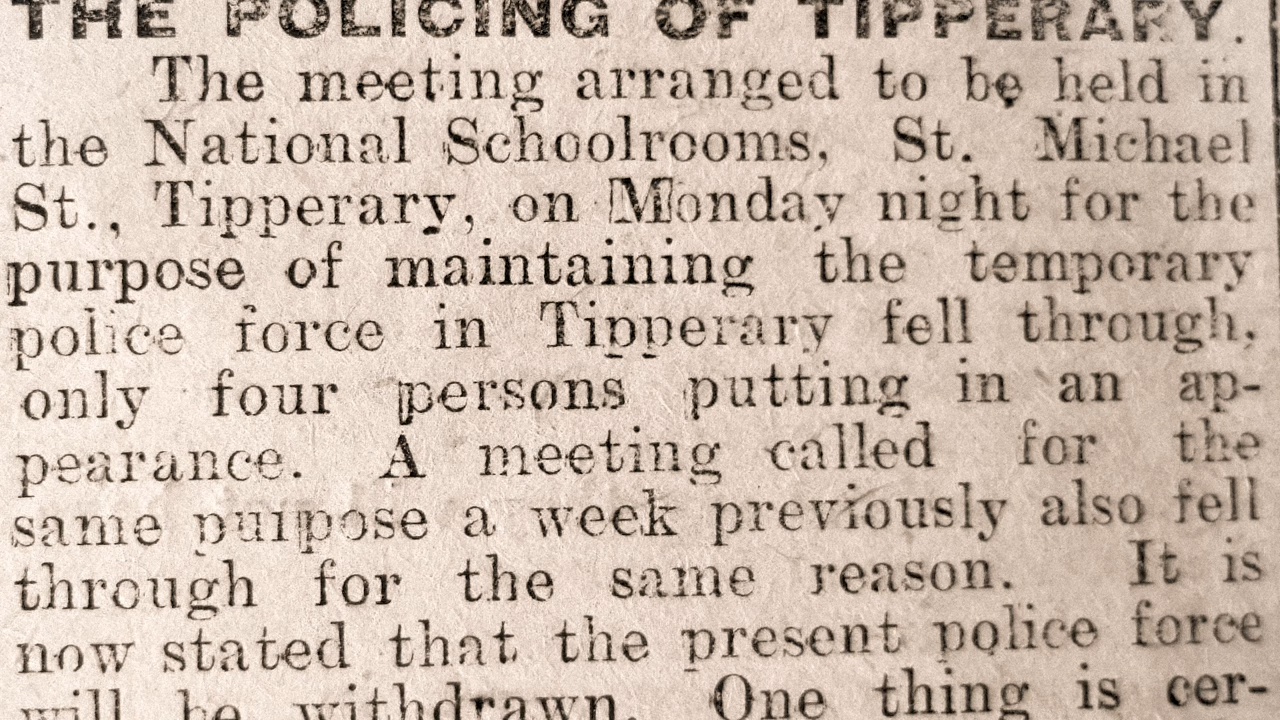 THE POLICING OF TIPPERARY.
The meeting arranged to be held in
the National Schoolrooms, St. Michael
St., Tipperary, on Monday night for the
purpose of maintaining the temporary
police force in Tipperary fell through,
only four persons putting in an ap-
pearance. A meeting called for the
same purpose a week previously also fell
through for the same reason. It is
now stated that the present police force
will be withdrawn. One thing is cer-